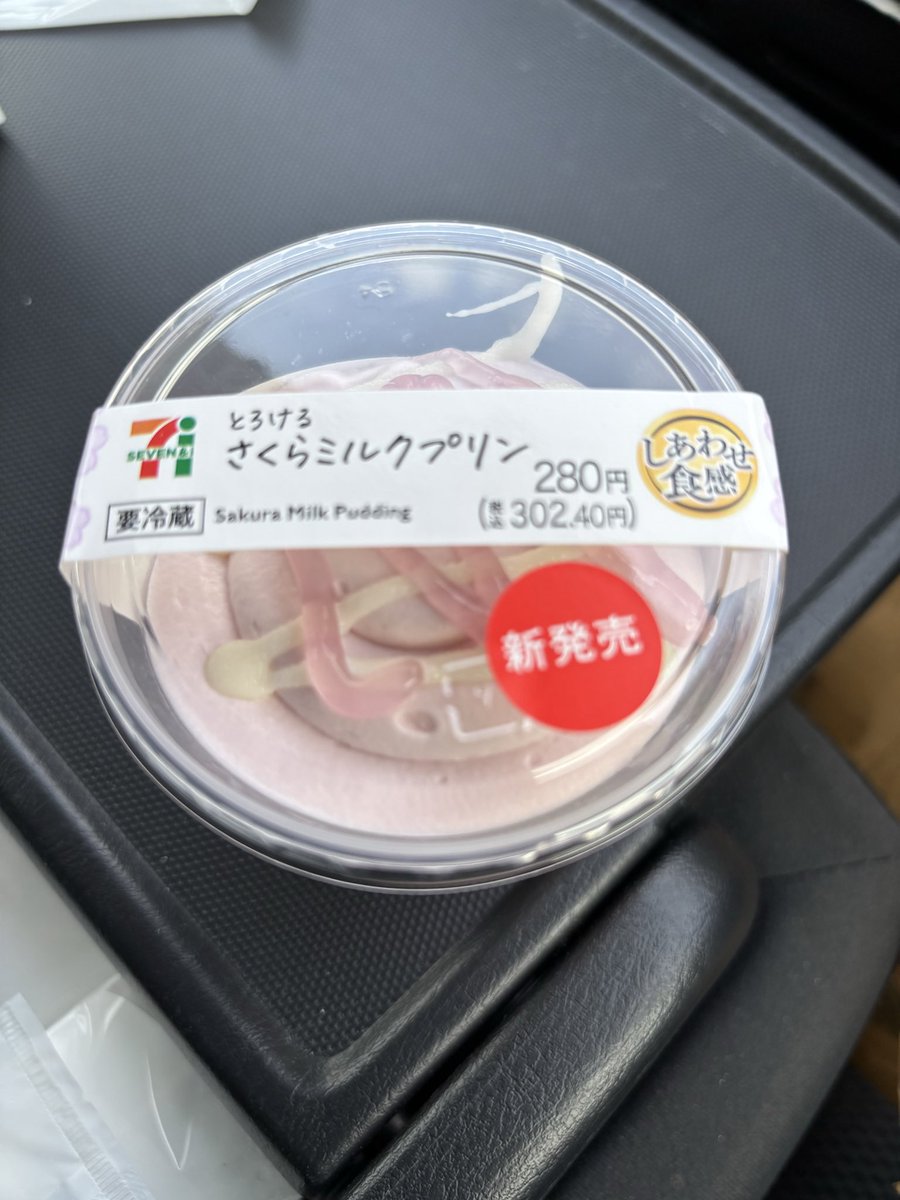 SEVEN&i
とろける
さくらミルクプリン
280円
(税込302.40円)
要冷蔵
Sakura Milk Pudding
しあわせ
食感
新発売